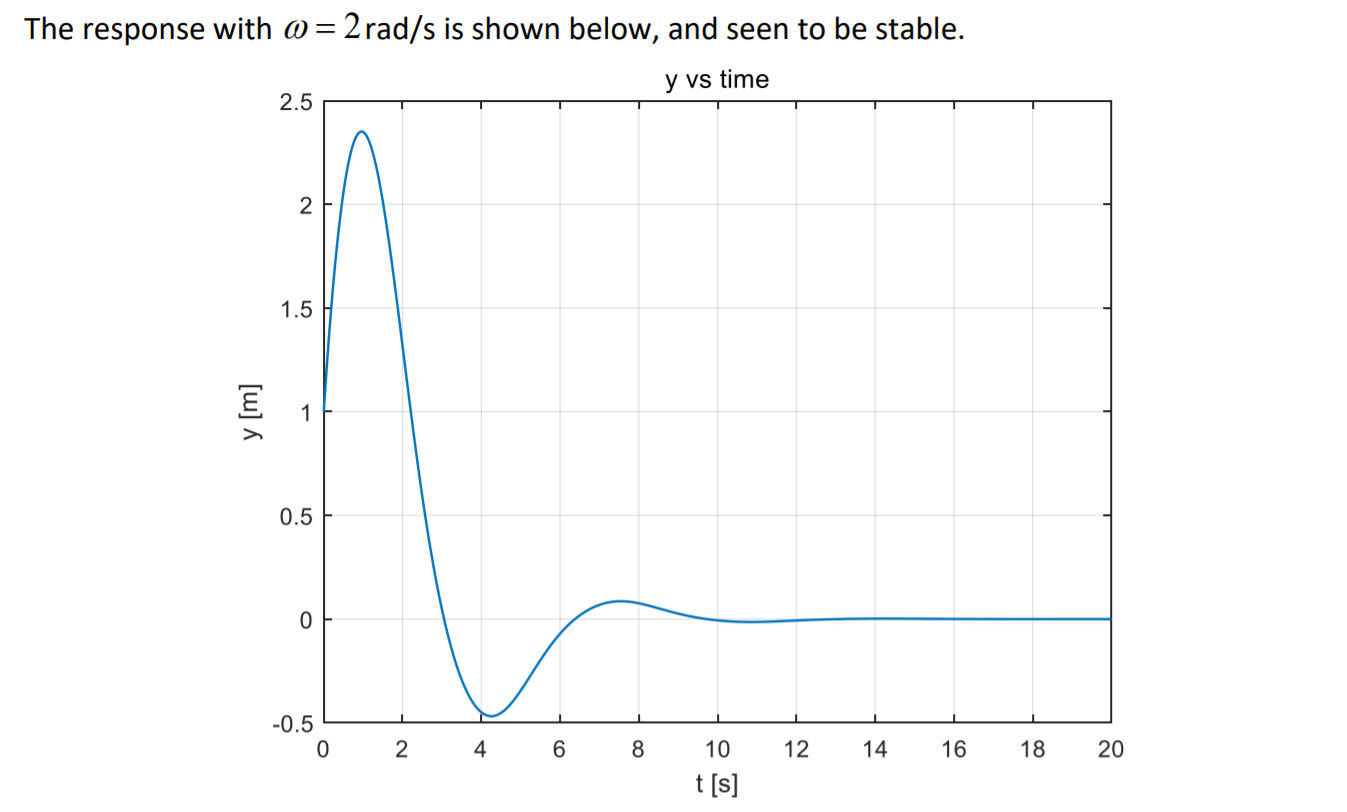 The response with ω = 2 rad/s is shown below, and seen to be stable.
y vs time
2.5
2
1.5
1
0.5
0
-0.5
y [m]
0 2 4 6 8 10 12 14 16 18 20
t [s]